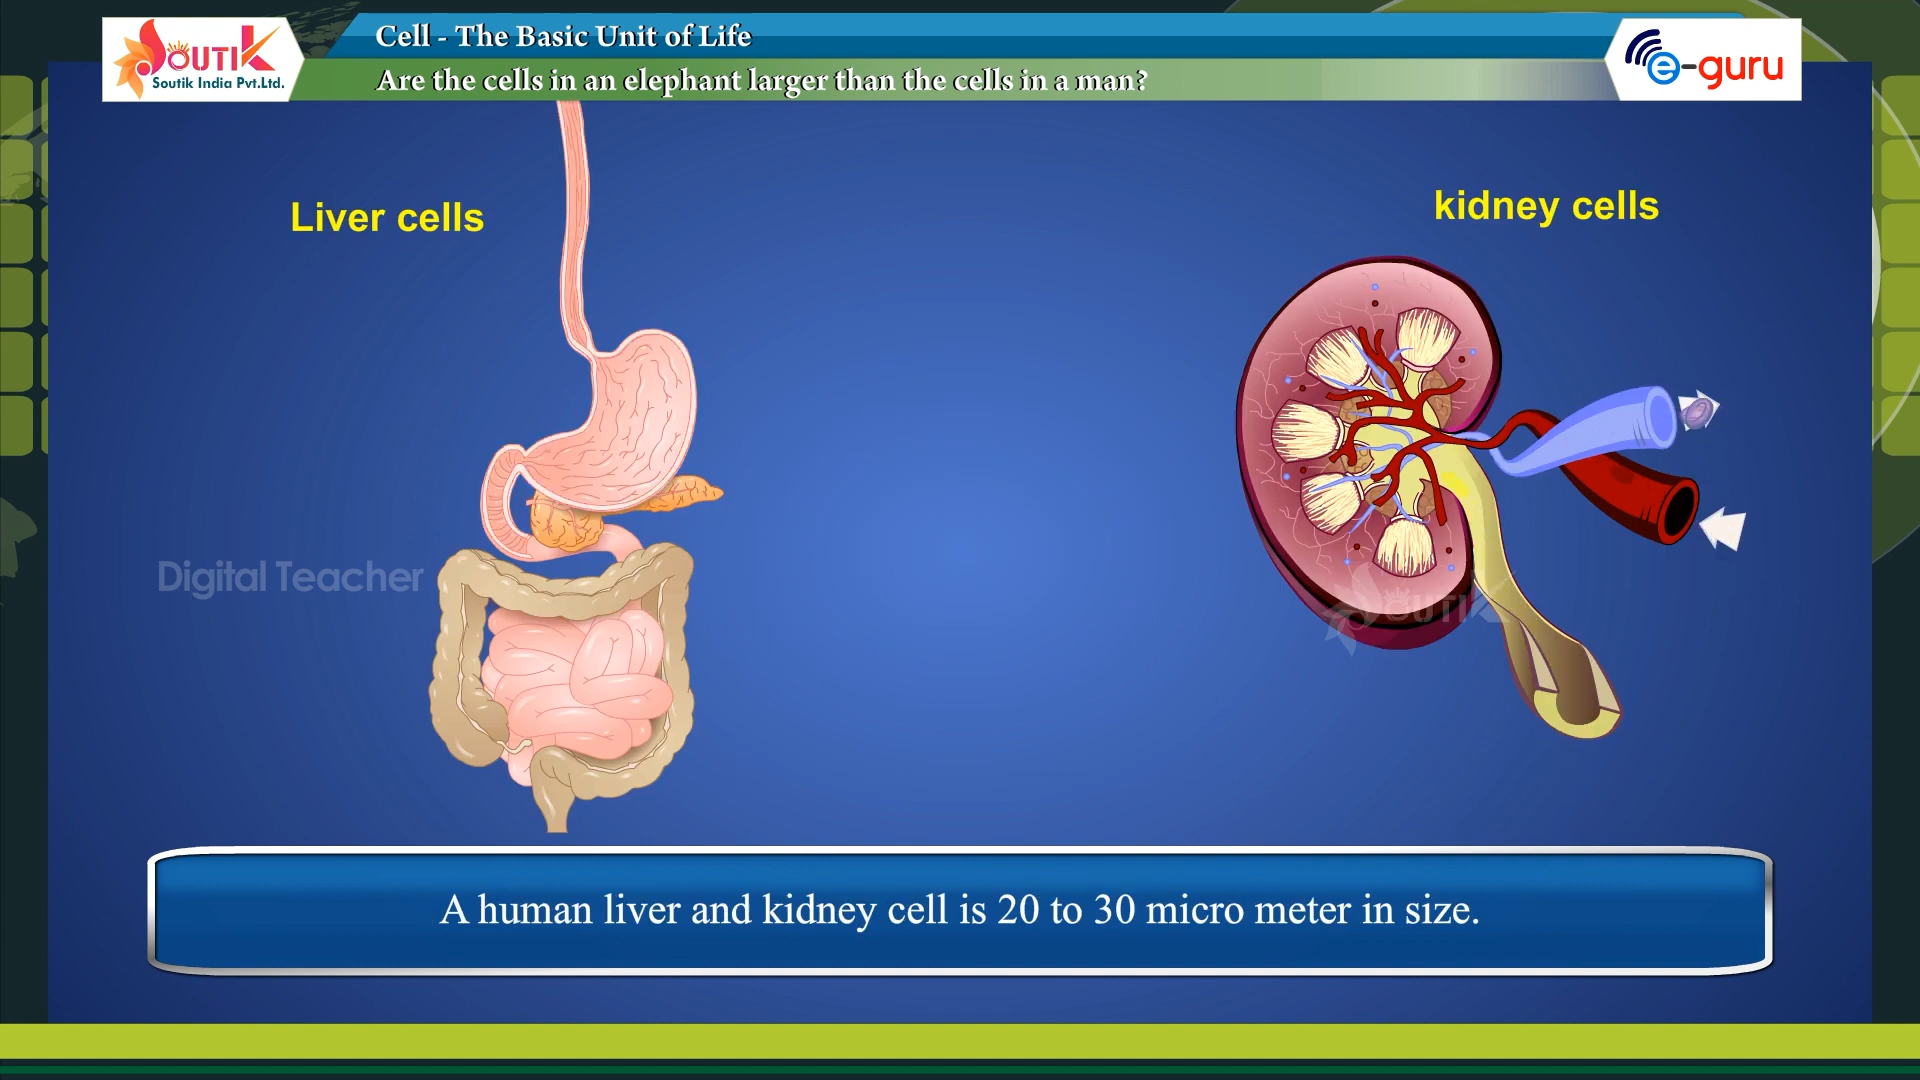 SOUTIK
Soutik India Pvt.Ltd.
Cell - The Basic Unit of Life
Are the cells in an elephant larger than the cells in a man?
e-guru
Liver cells
kidney cells
Digital Teacher
SOUTIK
A human liver and kidney cell is 20 to 30 micro meter in size.